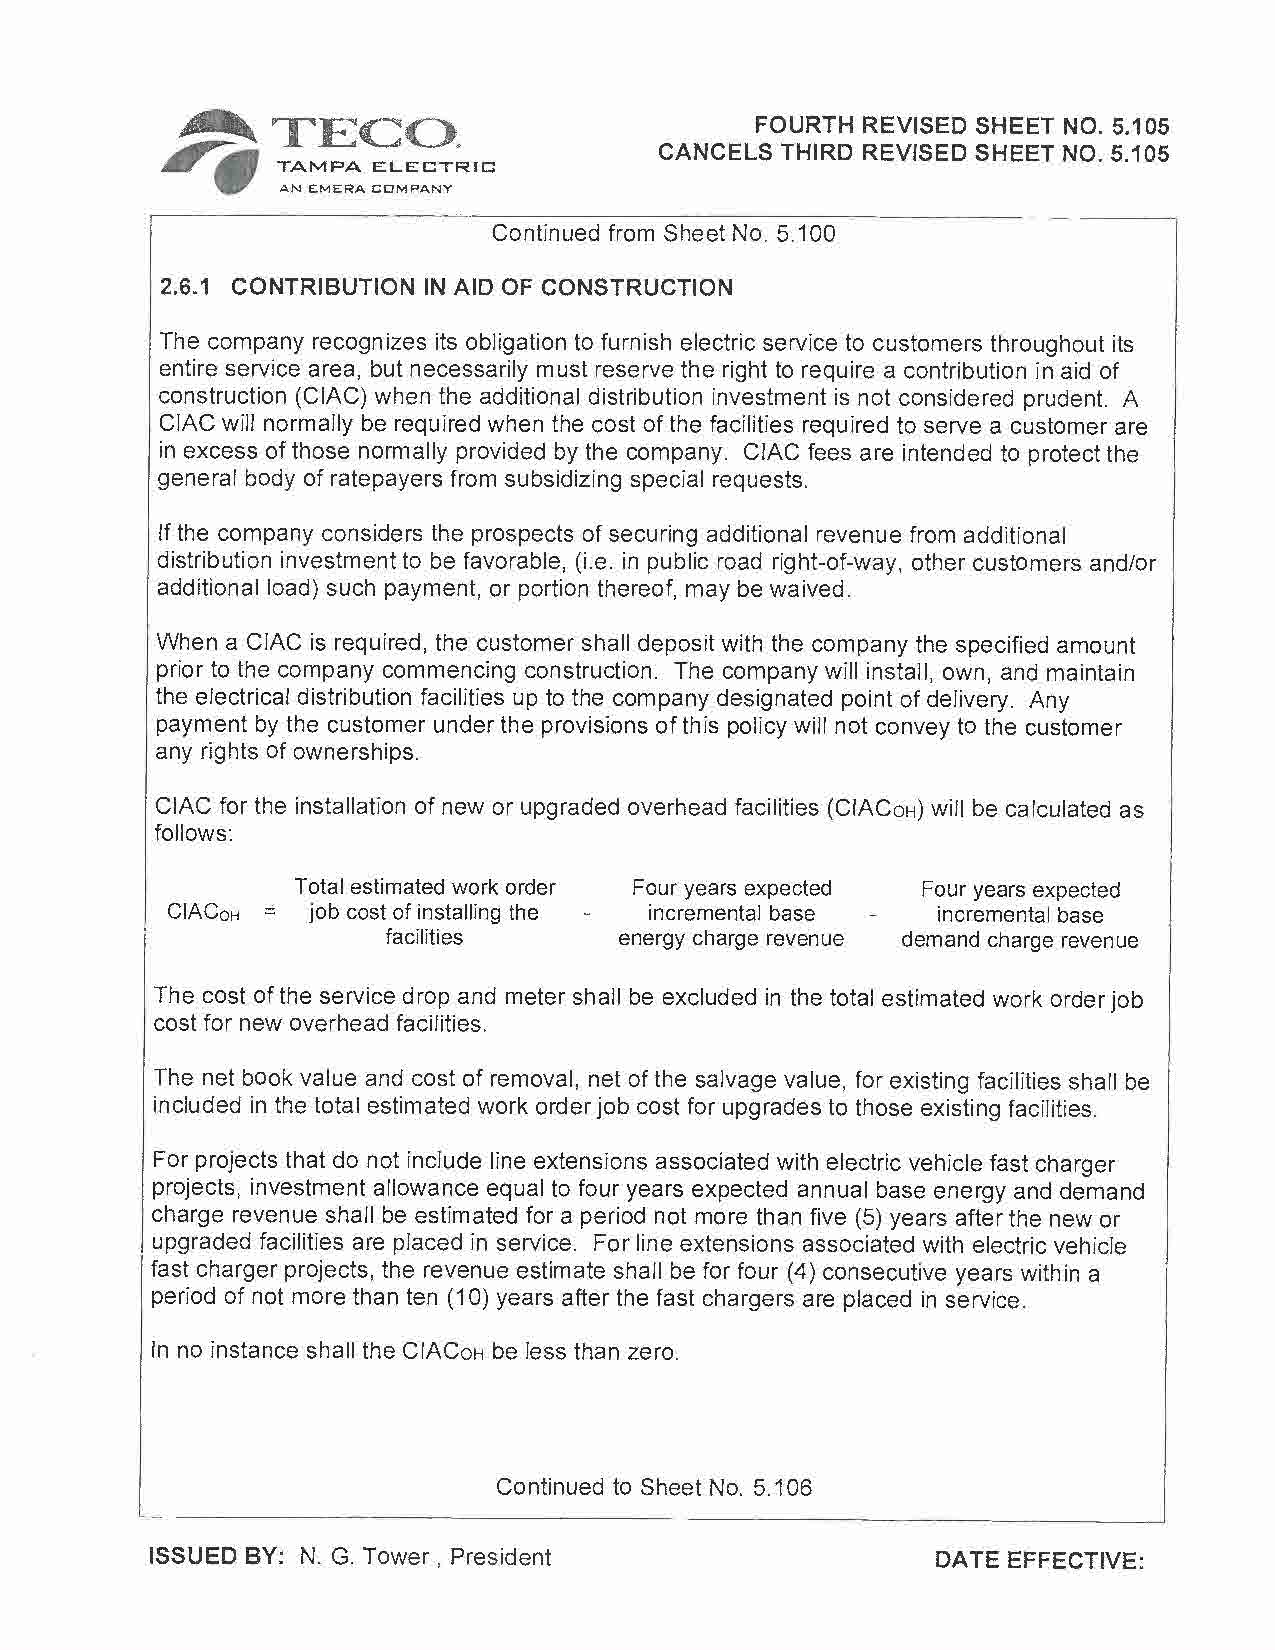 TECO.
TAMPA ELECTRIC
AN EMERA COMPANY
FOURTH REVISED SHEET NO. 5.105
CANCELS THIRD REVISED SHEET NO. 5.105
Continued from Sheet No. 5.100
2.6.1 CONTRIBUTION IN AID OF CONSTRUCTION
The company recognizes its obligation to furnish electric service to customers throughout its
entire service area, but necessarily must reserve the right to require a contribution in aid of
construction (CIAC) when the additional distribution investment is not considered prudent. A
CIAC will normally be required when the cost of the facilities required to serve a customer are
in excess of those normally provided by the company. CIAC fees are intended to protect the
general body of ratepayers from subsidizing special requests.
If the company considers the prospects of securing additional revenue from additional
distribution investment to be favorable, (i.e. in public road right-of-way, other customers and/or
additional load) such payment, or portion thereof, may be waived.
When a CIAC is required, the customer shall deposit with the company the specified amount
prior to the company commencing construction. The company will install, own, and maintain
the electrical distribution facilities up to the company designated point of delivery. Any
payment by the customer under the provisions of this policy will not convey to the customer
any rights of ownerships.
CIAC for the installation of new or upgraded overhead facilities (CIACOH) will be calculated as
follows:
Total estimated work order Four years expected Four years expected
CIACOH = job cost of installing the - incremental base - incremental base
facilities energy charge revenue demand charge revenue
The cost of the service drop and meter shall be excluded in the total estimated work order job
cost for new overhead facilities.
The net book value and cost of removal, net of the salvage value, for existing facilities shall be
included in the total estimated work order job cost for upgrades to those existing facilities.
For projects that do not include line extensions associated with electric vehicle fast charger
projects, investment allowance equal to four years expected annual base energy and demand
charge revenue shall be estimated for a period not more than five (5) years after the new or
upgraded facilities are placed in service. For line extensions associated with electric vehicle
fast charger projects, the revenue estimate shall be for four (4) consecutive years within a
period of not more than ten (10) years after the fast chargers are placed in service.
In no instance shall the CIACOH be less than zero.
Continued to Sheet No. 5.106
ISSUED BY: N. G. Tower , President DATE EFFECTIVE: